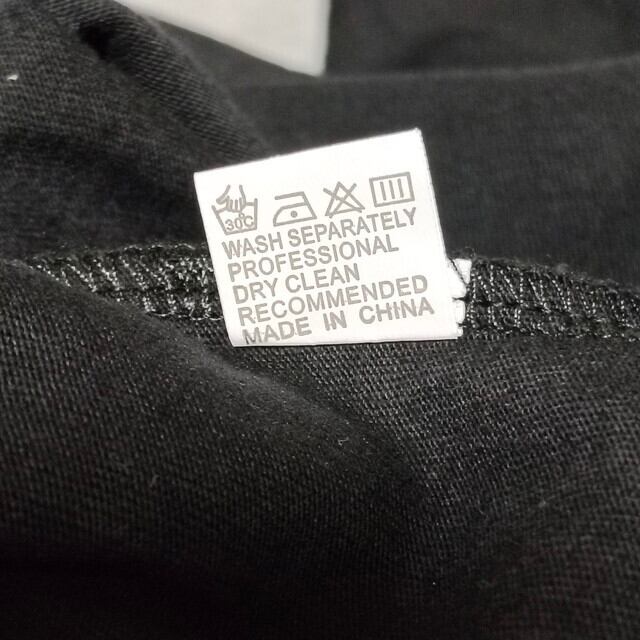 30°C
WASH SEPARATELY
PROFESSIONAL
DRY CLEAN
RECOMMENDED
MADE IN CHINA